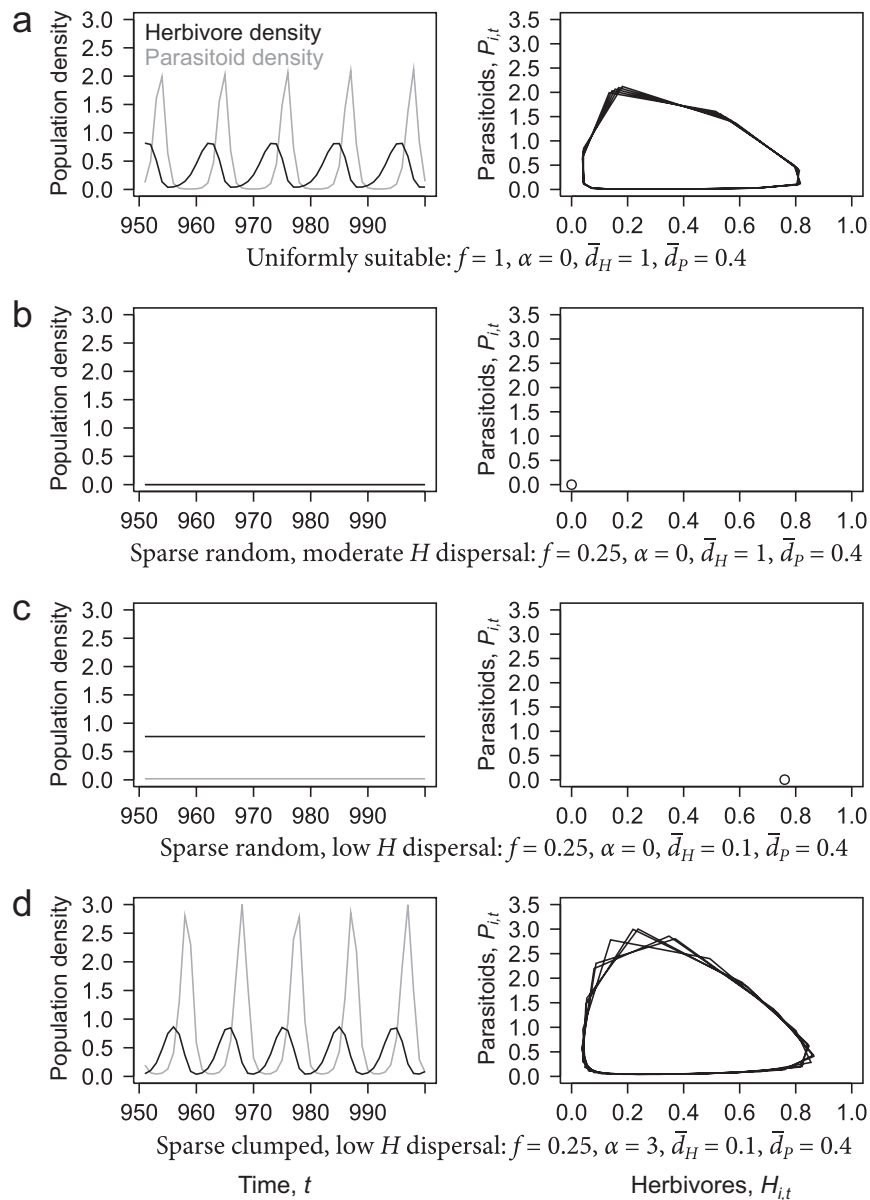 a
Population density
3.0
2.5
2.0
1.5
1.0
0.5
0.0
Herbivore density
Parasitoid density
950 960 970 980 990
Parasitoids, P_{i,t}
3.5
3.0
2.5
2.0
1.5
1.0
0.5
0.0
0.0 0.2 0.4 0.6 0.8 1.0
Uniformly suitable: f = 1, α = 0, d̄_H = 1, d̄_P = 0.4
b
Population density
3.0
2.5
2.0
1.5
1.0
0.5
0.0
950 960 970 980 990
Parasitoids, P_{i,t}
3.5
3.0
2.5
2.0
1.5
1.0
0.5
0.0
0.0 0.2 0.4 0.6 0.8 1.0
Sparse random, moderate H dispersal: f = 0.25, α = 0, d̄_H = 1, d̄_P = 0.4
c
Population density
3.0
2.5
2.0
1.5
1.0
0.5
0.0
950 960 970 980 990
Parasitoids, P_{i,t}
3.5
3.0
2.5
2.0
1.5
1.0
0.5
0.0
0.0 0.2 0.4 0.6 0.8 1.0
Sparse random, low H dispersal: f = 0.25, α = 0, d̄_H = 0.1, d̄_P = 0.4
d
Population density
3.0
2.5
2.0
1.5
1.0
0.5
0.0
950 960 970 980 990
Parasitoids, P_{i,t}
3.5
3.0
2.5
2.0
1.5
1.0
0.5
0.0
0.0 0.2 0.4 0.6 0.8 1.0
Sparse clumped, low H dispersal: f = 0.25, α = 3, d̄_H = 0.1, d̄_P = 0.4
Time, t
Herbivores, H_{i,t}